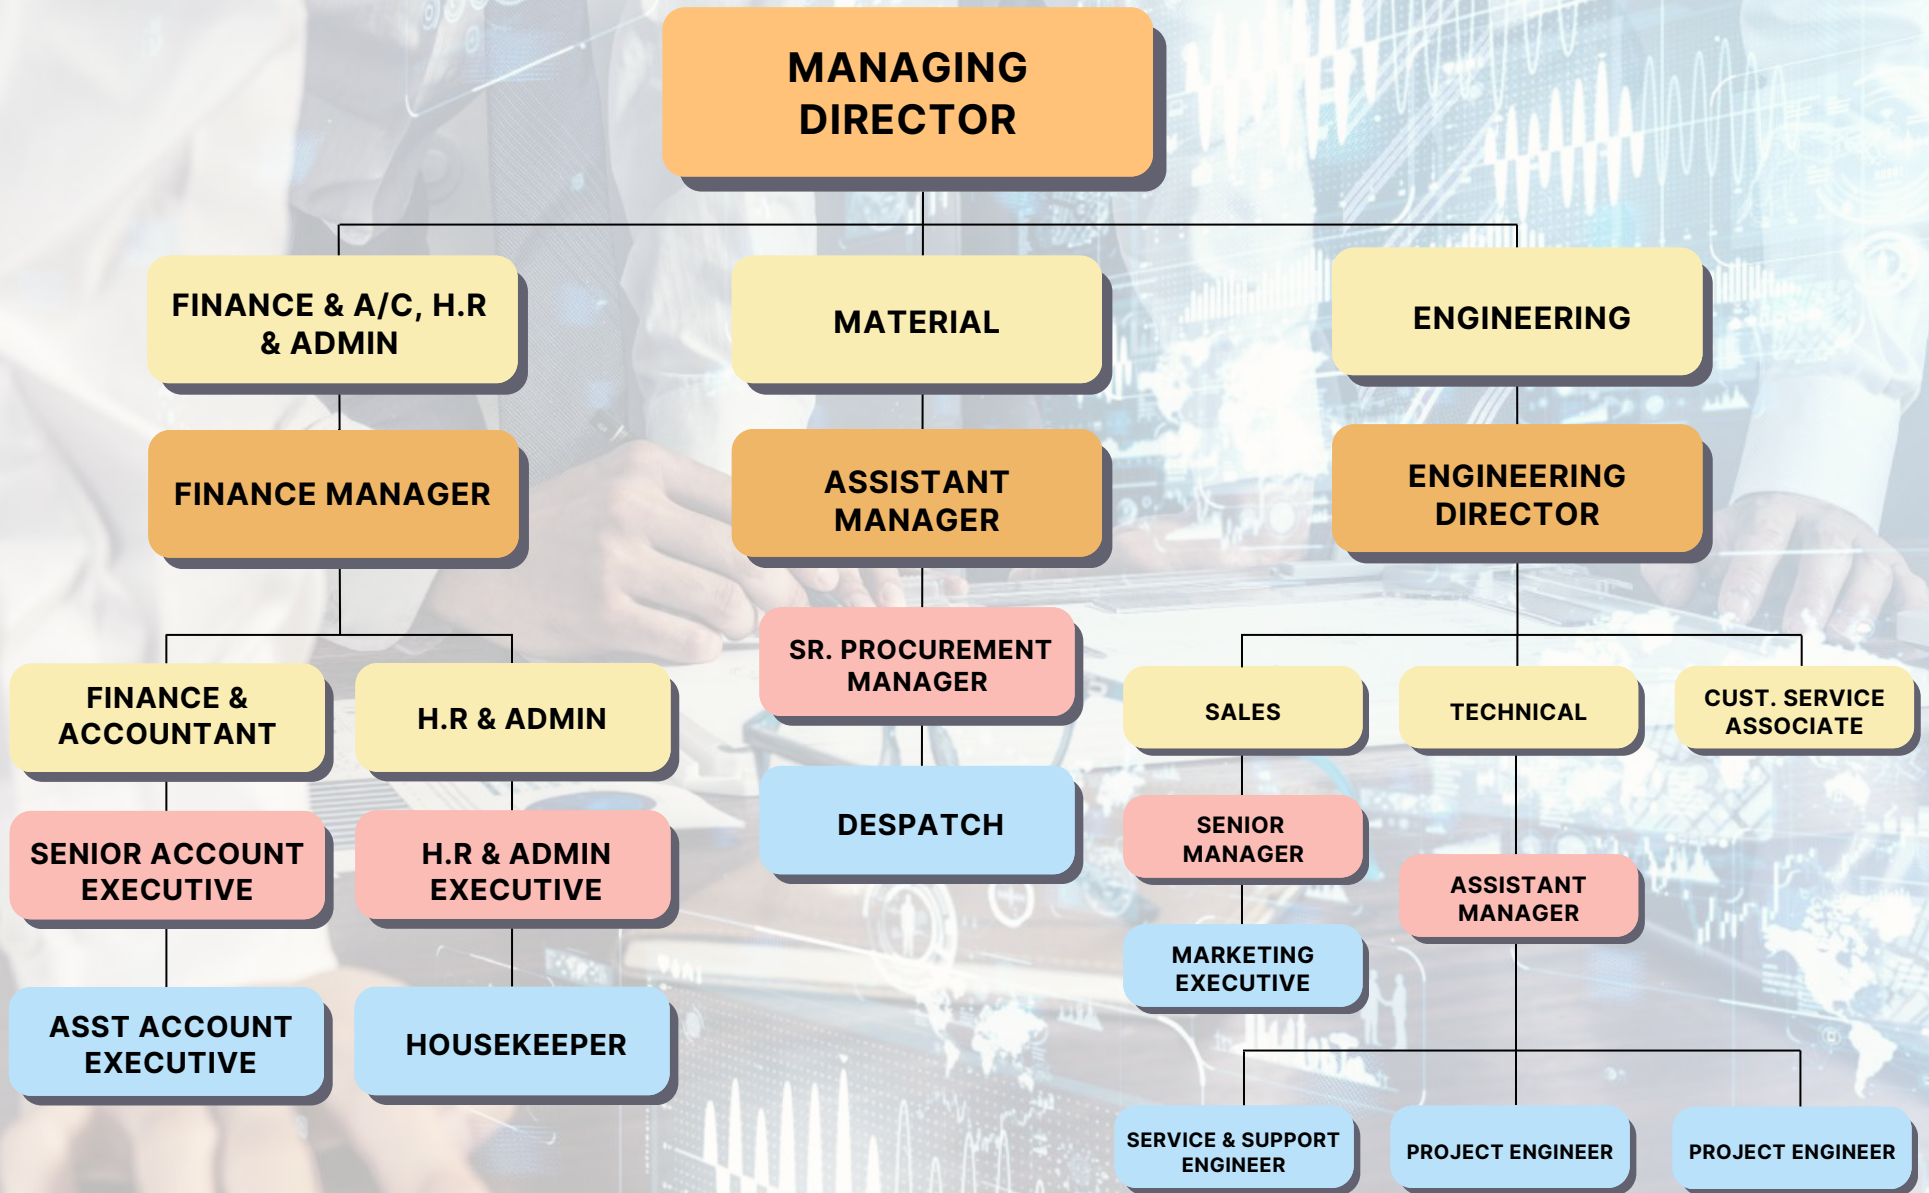 MANAGING
DIRECTOR
FINANCE & A/C, H.R
& ADMIN
MATERIAL
ENGINEERING
FINANCE MANAGER
ASSISTANT
MANAGER
ENGINEERING
DIRECTOR
SR. PROCUREMENT
MANAGER
FINANCE &
ACCOUNTANT
H.R & ADMIN
SALES
TECHNICAL
CUST. SERVICE
ASSOCIATE
DESPATCH
SENIOR ACCOUNT
EXECUTIVE
H.R & ADMIN
EXECUTIVE
SENIOR
MANAGER
ASSISTANT
MANAGER
MARKETING
EXECUTIVE
ASST ACCOUNT
EXECUTIVE
HOUSEKEEPER
SERVICE & SUPPORT
ENGINEER
PROJECT ENGINEER
PROJECT ENGINEER